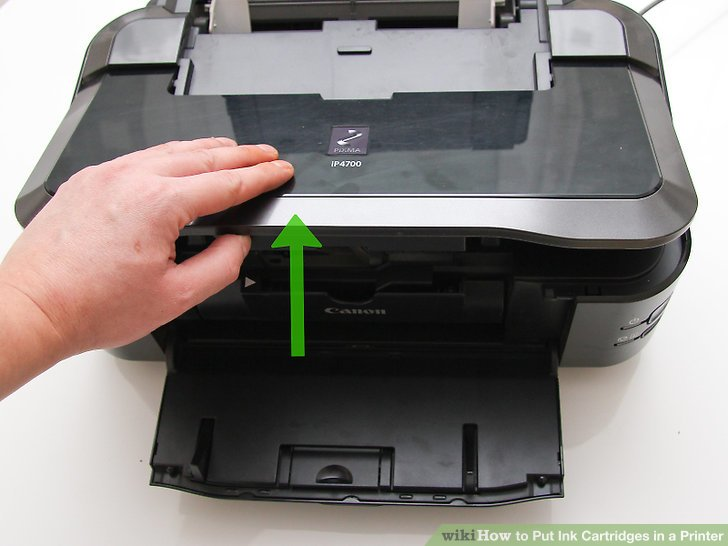 PIXMA
iP4700
Canon
wikiHow to Put Ink Cartridges in a Printer